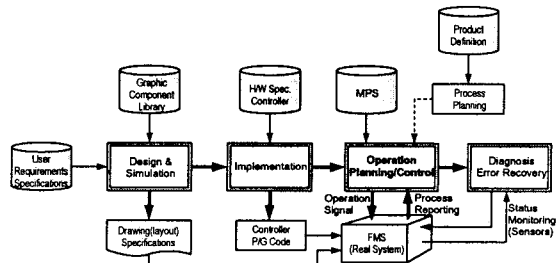 Product
Definition
Graphic
Component
Library
H/W Spec.
Controller
MPS
Process
Planning
User
Requirements
Specifications
Design &
Simulation
Implementation
Operation
Planning/Control
Diagnosis
Error Recovery
Operation
Signal
Process
Reporting
Status
Monitoring
(Sensors)
Drawing(layout)
Specifications
Controller
P/G Code
FMS
(Real System)